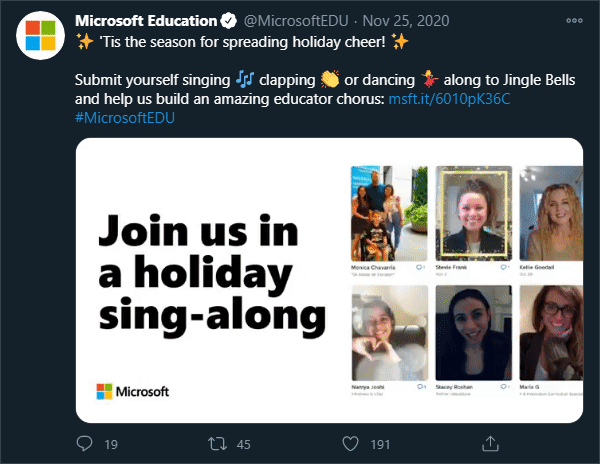 Microsoft Education @MicrosoftEDU · Nov 25, 2020
✨ 'Tis the season for spreading holiday cheer! ✨
Submit yourself singing 🎶 clapping 👏 or dancing 💃 along to Jingle Bells
and help us build an amazing educator chorus: msft.it/6010pK36C
#MicrosoftEDU
Join us in
a holiday
sing-along
Microsoft
Monica Chavarria
Stevie Frank
Kellie Goodall
Namya Joshi
Stacey Roshan
Maria G
19 45 191